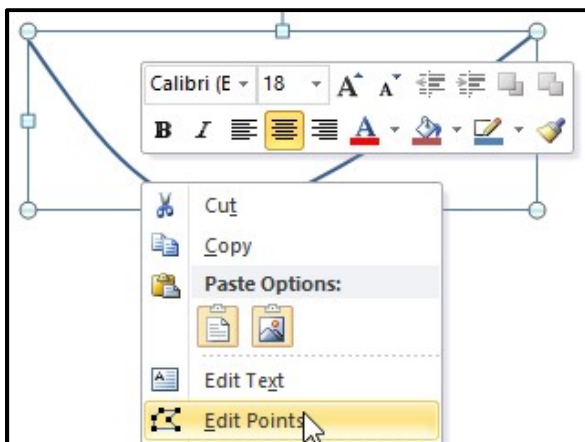 Calibri (E 18 A A
B I A
Cut
Copy
Paste Options:
Edit Text
Edit Points